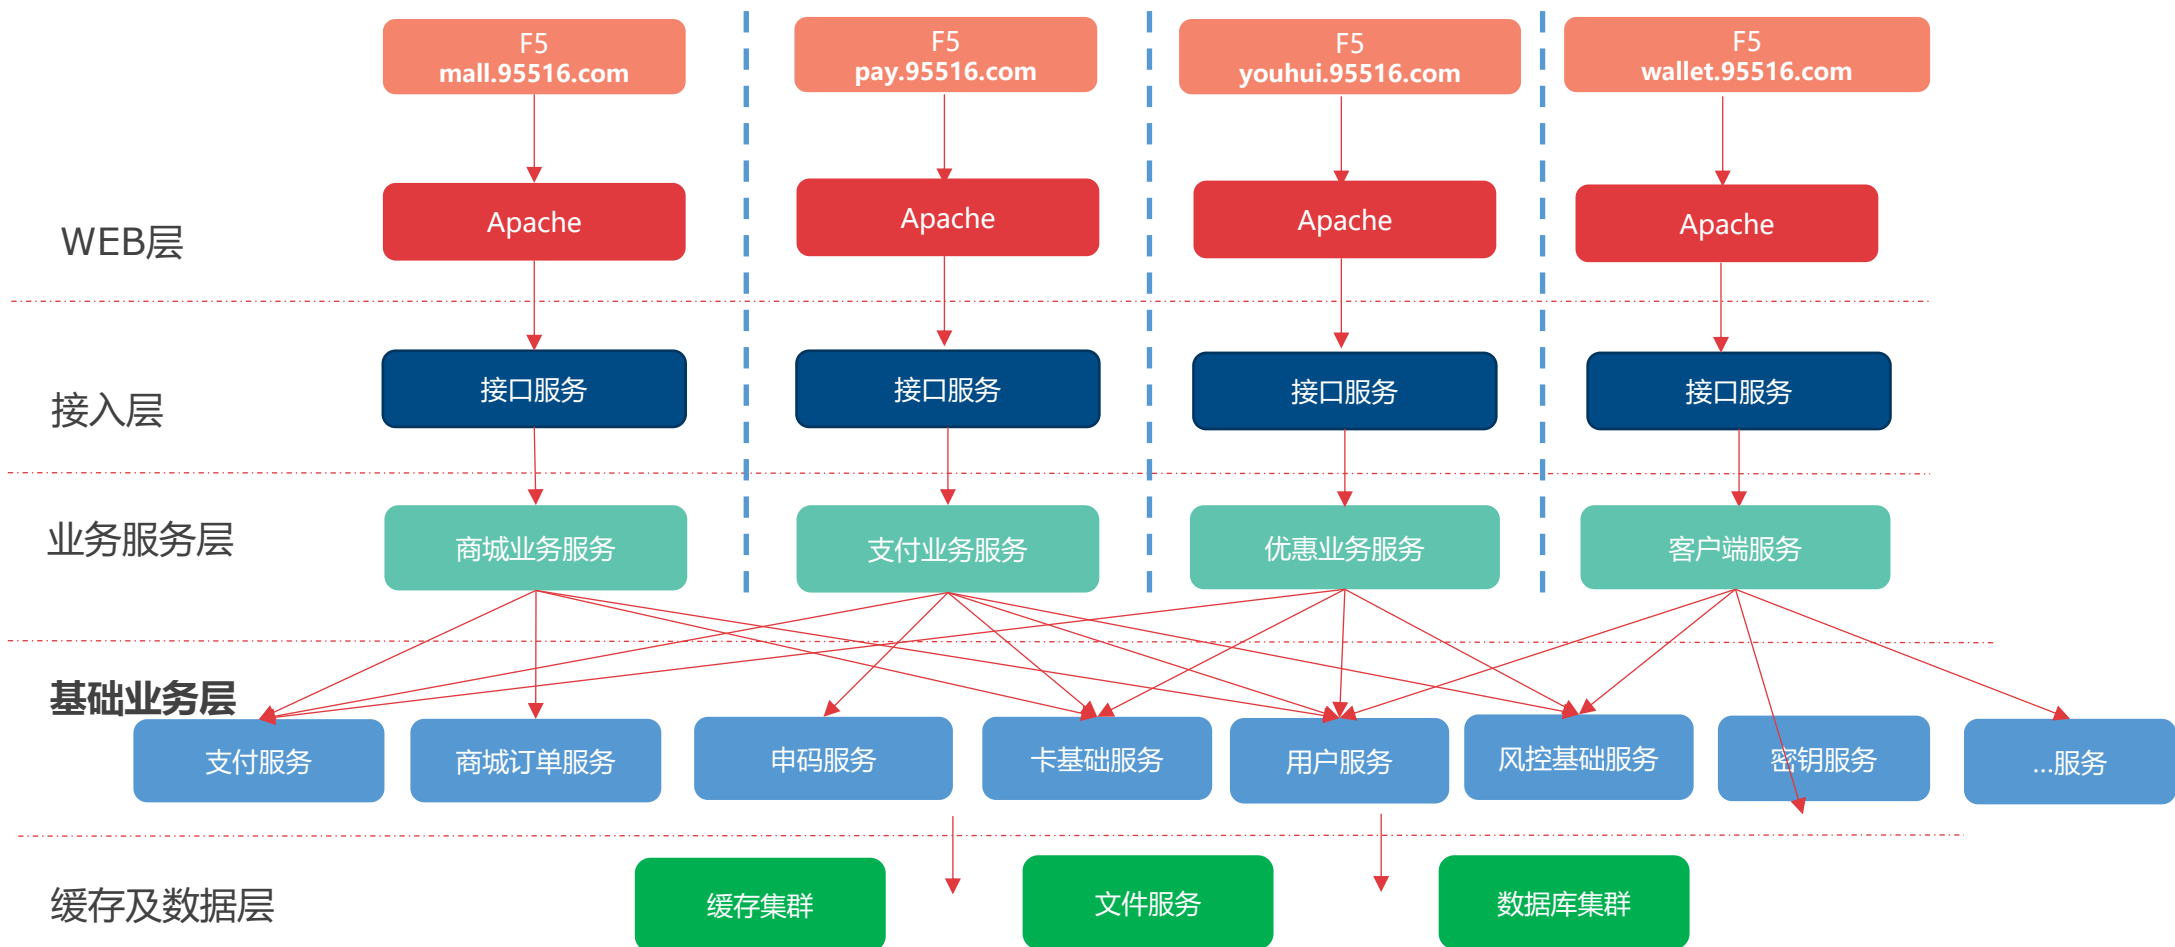 F5
mall.95516.com
F5
pay.95516.com
F5
youhui.95516.com
F5
wallet.95516.com
WEB层
Apache
Apache
Apache
Apache
接入层
接口服务
接口服务
接口服务
接口服务
业务服务层
商城业务服务
支付业务服务
优惠业务服务
客户端服务
基础业务层
支付服务
商城订单服务
申码服务
卡基础服务
用户服务
风控基础服务
密钥服务
...服务
缓存及数据层
缓存集群
文件服务
数据库集群